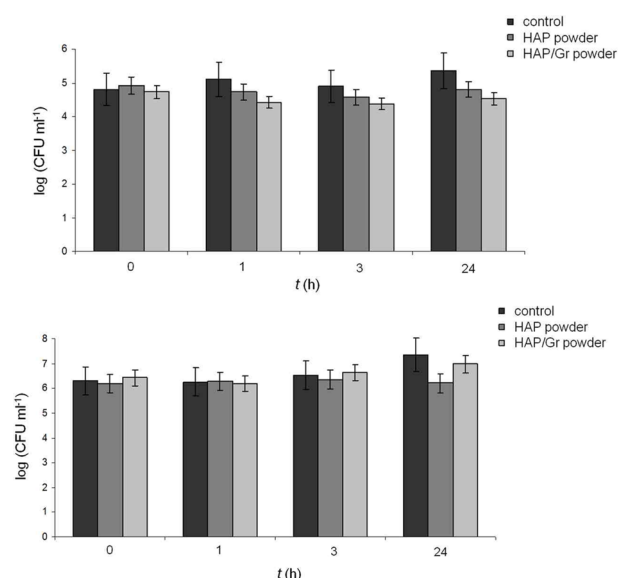 control
HAP powder
HAP/Gr powder
6
5
4
3
2
1
0
log (CFU ml⁻¹)
0 1 3 24
t (h)
control
HAP powder
HAP/Gr powder
8
7
6
5
4
3
2
1
0
log (CFU ml⁻¹)
0 1 3 24
t (h)